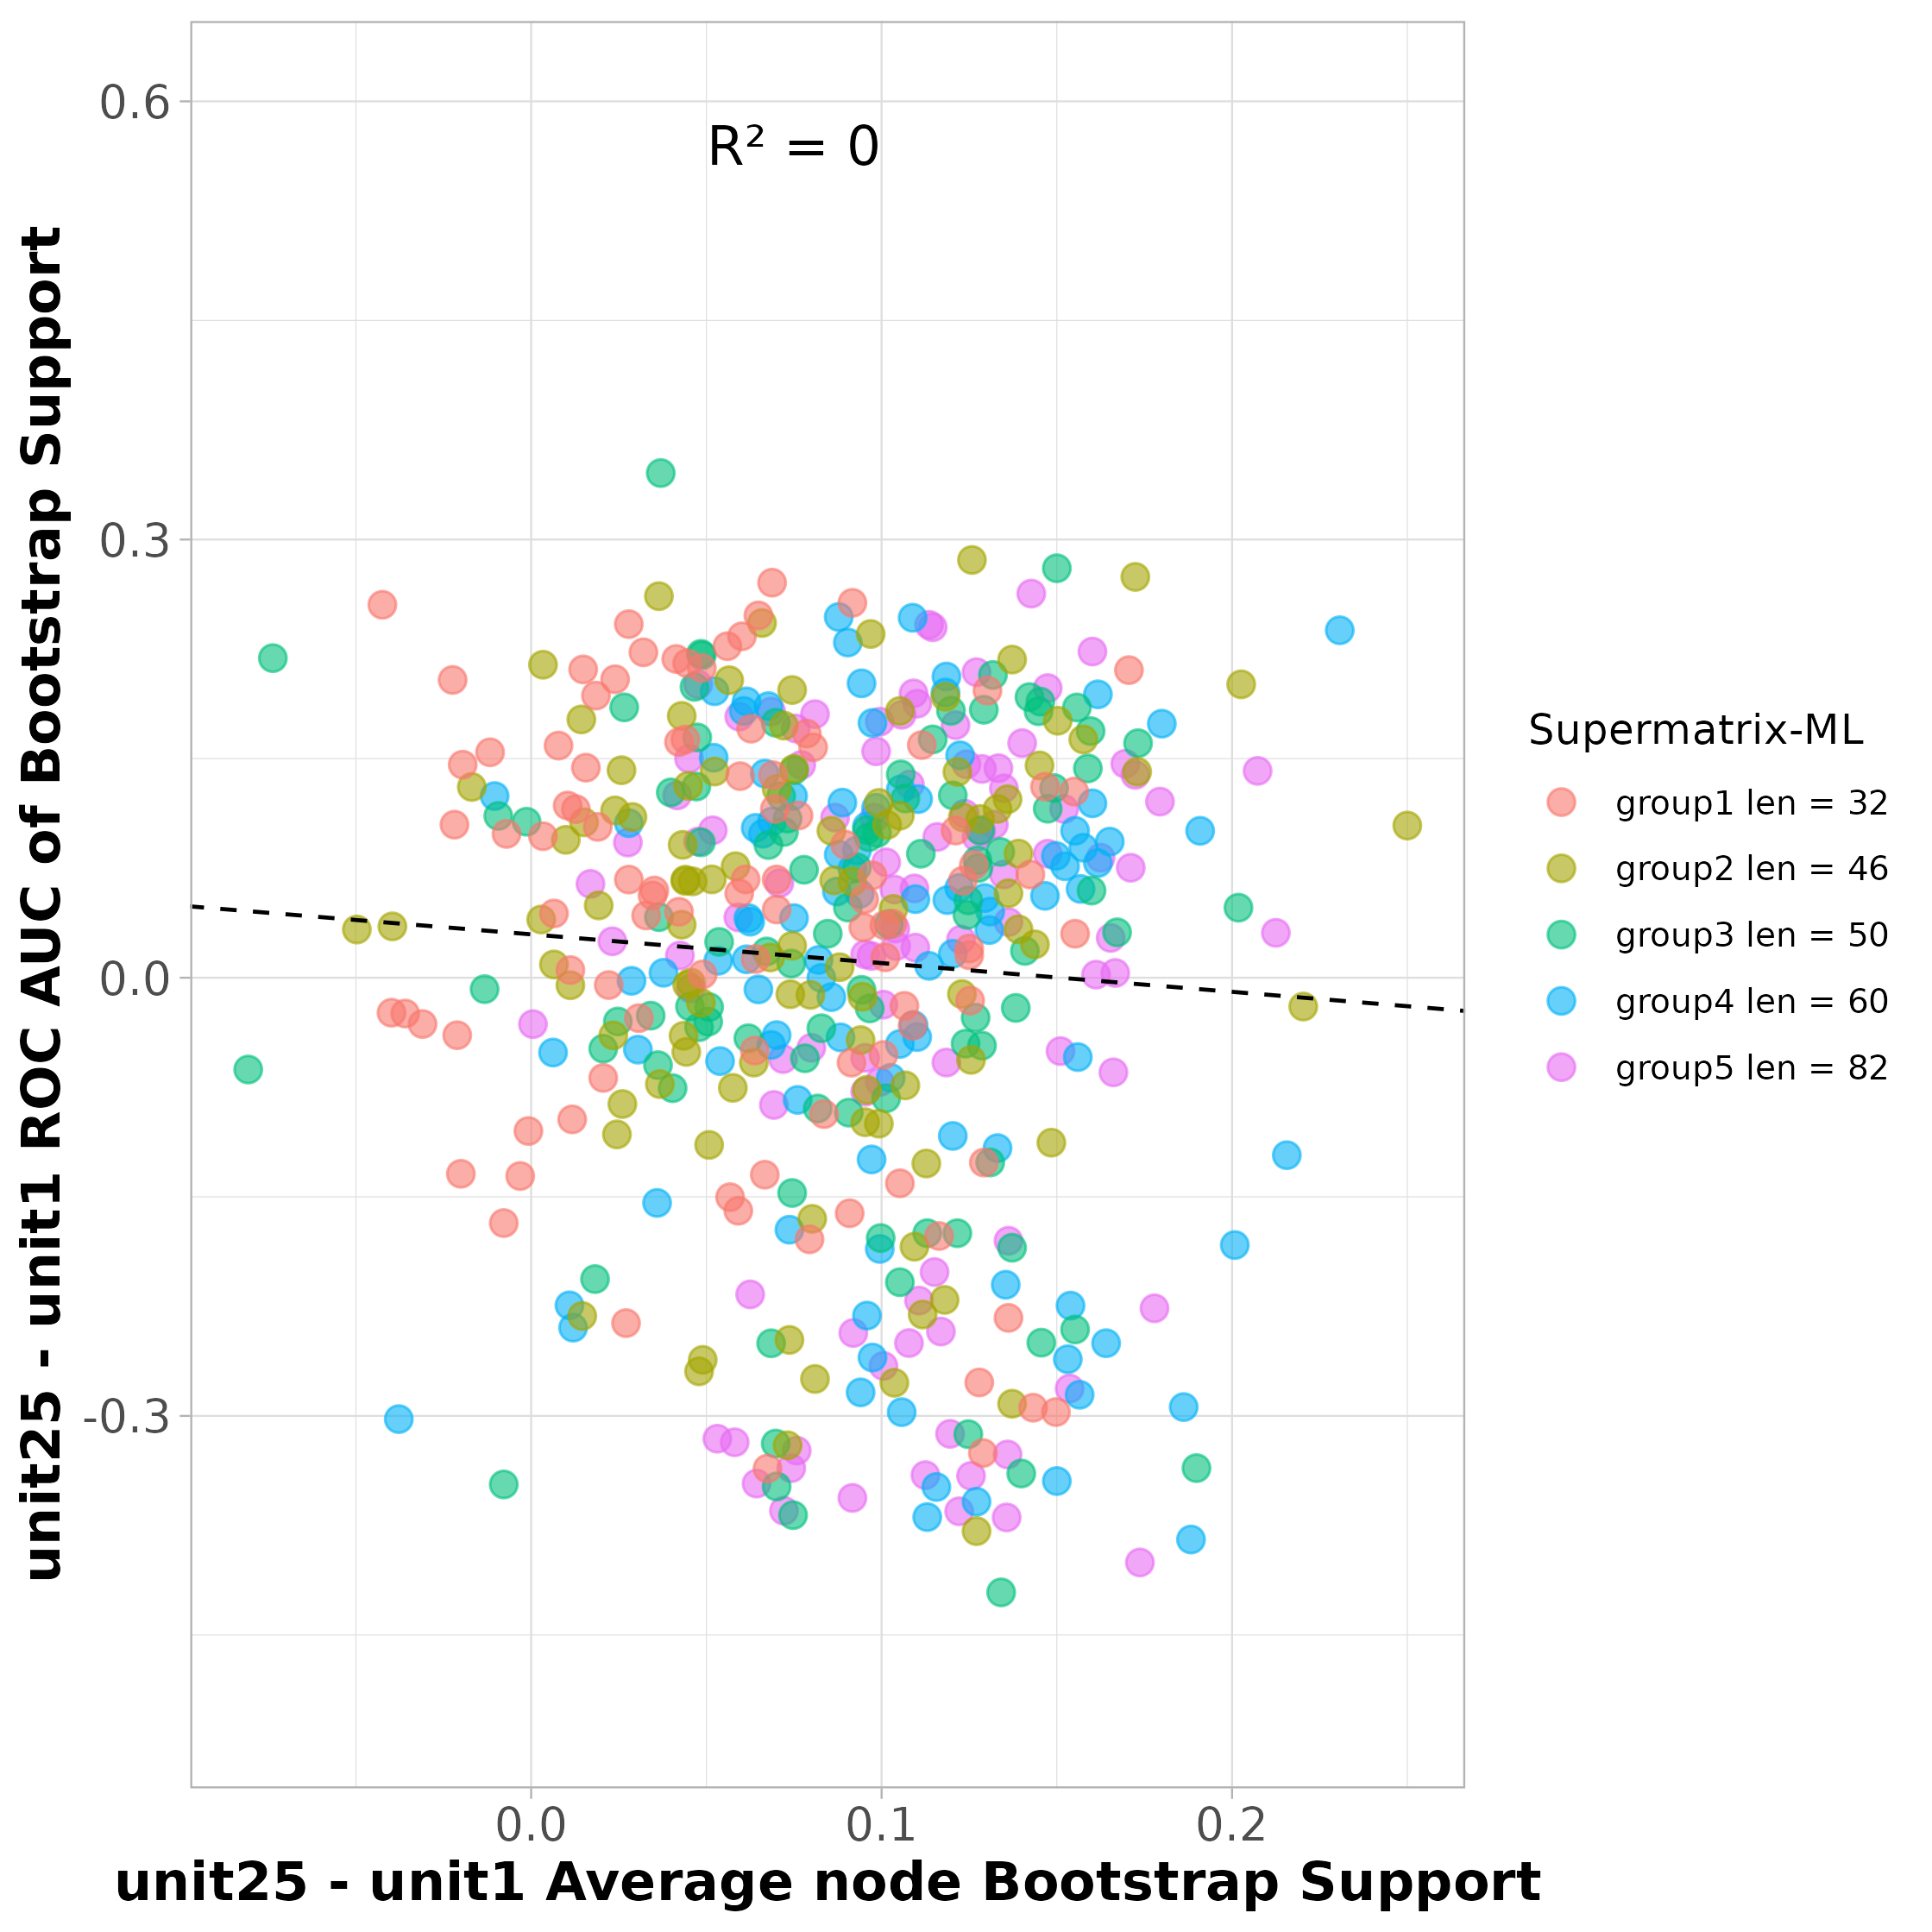 R² = 0
0.6
0.3
0.0
-0.3
unit25 - unit1 ROC AUC of Bootstrap Support
0.0 0.1 0.2
unit25 - unit1 Average node Bootstrap Support
Supermatrix-ML
group1 len = 32
group2 len = 46
group3 len = 50
group4 len = 60
group5 len = 82